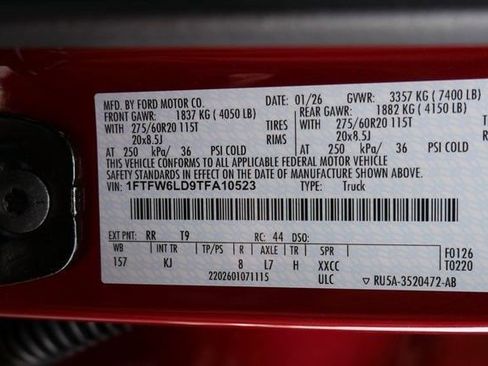 MFD. BY FORD MOTOR CO. DATE: 01/26 GVWR: 3357 KG ( 7400 LB)
FRONT GAWR: 1837 KG ( 4050 LB) REAR GAWR: 1882 KG ( 4150 LB)
WITH 275/60R20 115T TIRES WITH 275/60R20 115T
20x8.5J RIMS 20x8.5J
AT 250 kPa/ 36 PSI COLD AT 250 kPa/ 36 PSI COLD
THIS VEHICLE CONFORMS TO ALL APPLICABLE FEDERAL MOTOR VEHICLE
SAFETY STANDARDS IN EFFECT ON THE DATE OF MANUFACTURE SHOWN ABOVE.
VIN: 1FTFW6LD9TFA10523 TYPE: Truck
EXT PNT: RR T9 RC: 44 DSO:
WB INT TR TP/PS R AXLE TR SPR F0126
157 KJ 8 L7 H XXCC T0220
2202601071115 ULC RU5A-3520472-AB